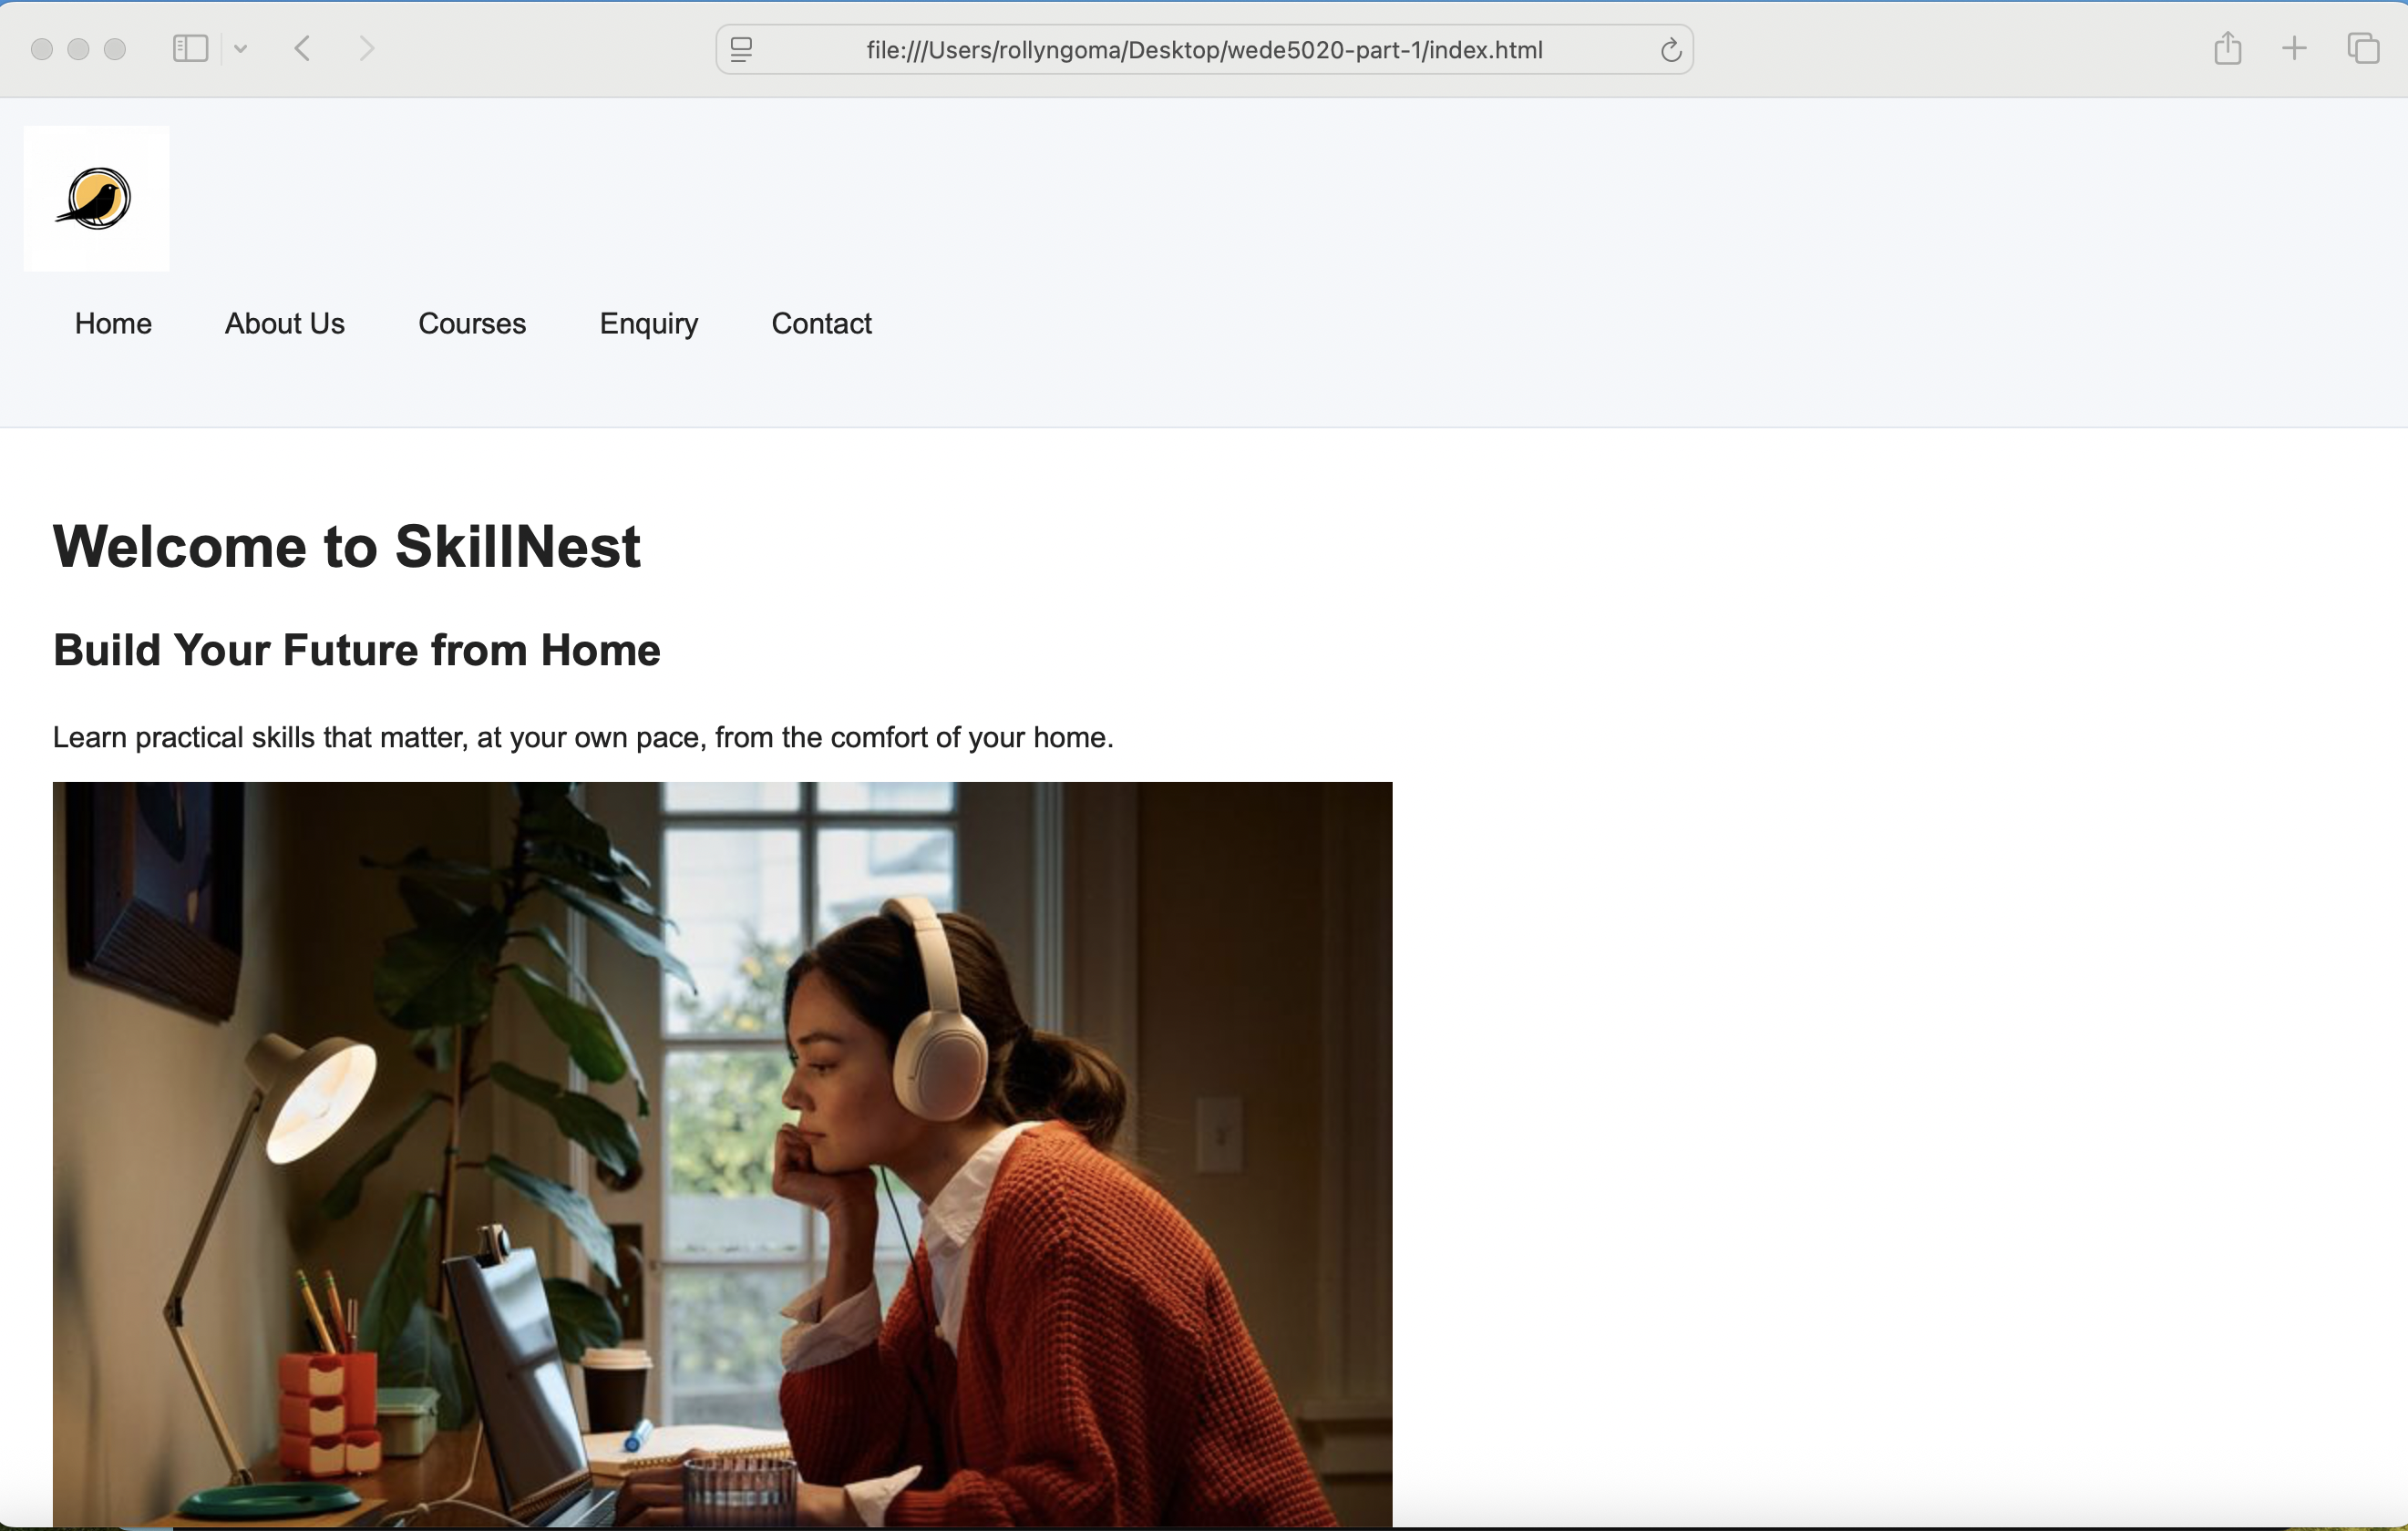 file:///Users/rollyngoma/Desktop/wede5020-part-1/index.html
Home About Us Courses Enquiry Contact
Welcome to SkillNest
Build Your Future from Home
Learn practical skills that matter, at your own pace, from the comfort of your home.